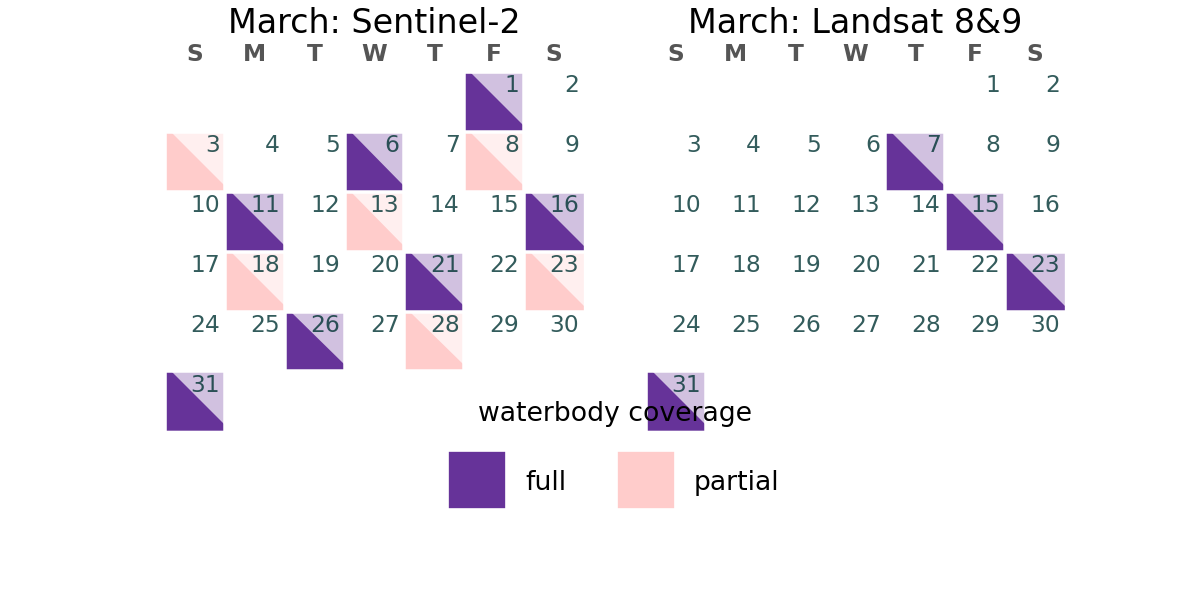 March: Sentinel-2
S M T W T F S
1 2
3 4 5 6 7 8 9
10 11 12 13 14 15 16
17 18 19 20 21 22 23
24 25 26 27 28 29 30
31
March: Landsat 8&9
S M T W T F S
1 2
3 4 5 6 7 8 9
10 11 12 13 14 15 16
17 18 19 20 21 22 23
24 25 26 27 28 29 30
31
waterbody coverage
full
partial